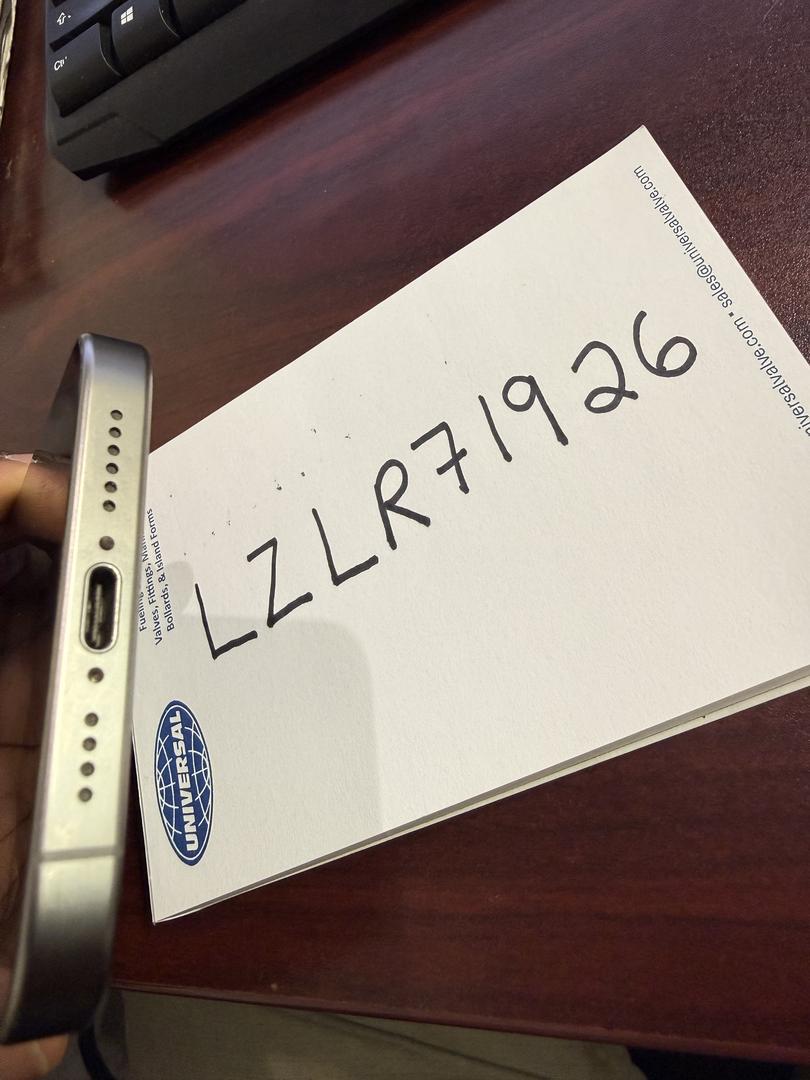 LZLR71926
UNIVERSAL
Valves, Fittings,
Bollards, & Island Forms
sales@universalvalve.com